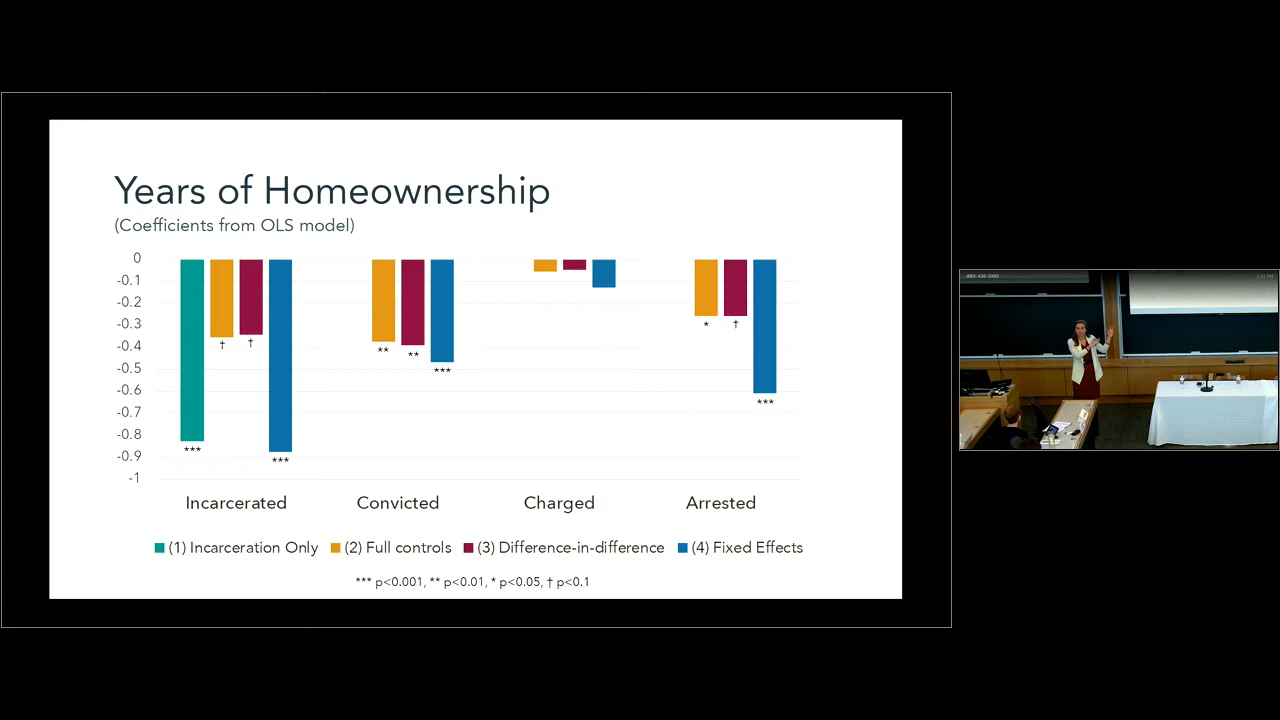 Years of Homeownership
(Coefficients from OLS model)
0
-0.1
-0.2
-0.3
-0.4
-0.5
-0.6
-0.7
-0.8
-0.9
-1
***
†
†
***
**
**
***
*
†
***
Incarcerated
Convicted
Charged
Arrested
(1) Incarceration Only
(2) Full controls
(3) Difference-in-difference
(4) Fixed Effects
*** p<0.001, ** p<0.01, * p<0.05, † p<0.1